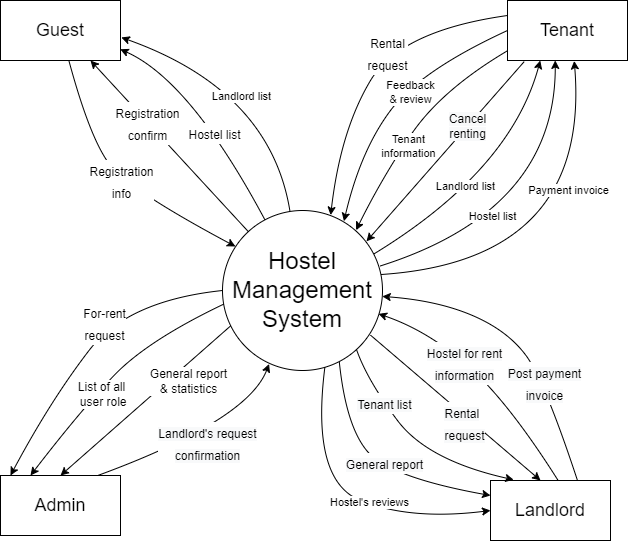 Guest
Tenant
Rental
request
Feedback
& review
Landlord list
Registration
confirm
Hostel list
Tenant
information
Cancel
renting
Registration
info
Landlord list
Payment invoice
Hostel list
Hostel
Management
System
For-rent
request
List of all
user role
General report
& statistics
Landlord's request
confirmation
Hostel for rent
information
Post payment
invoice
Tenant list
Rental
request
General report
Hostel's reviews
Admin
Landlord